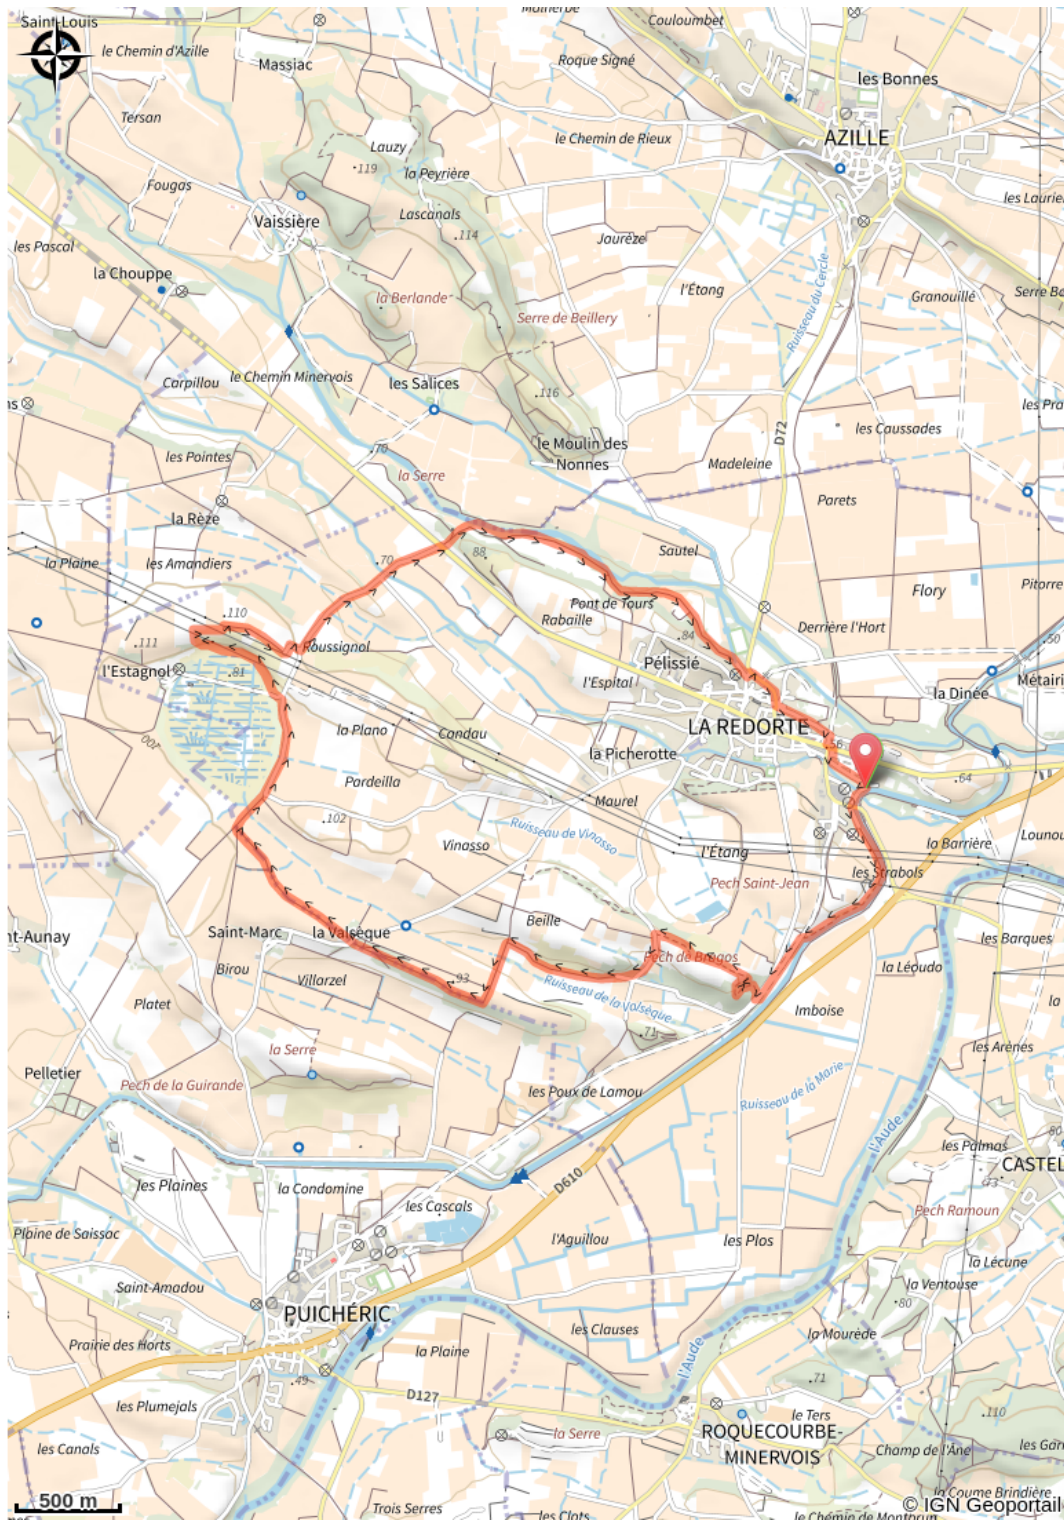 Saint-Louis
le Chemin d'Azille
Massiac
Malherbe
Couloumbet
Roque Signé
les Bonnes
Tersan
le Chemin de Rieux
AZILLE
Lauzy
119
la Peyrière
Fougas
Lascanals
Vaissière
114
Jaurèze
les Pascal
la Chouppe
l'Étang
Ruisseau du Cercle
Granouillé
la Berlande
Serre de Beillery
Carpillou
le Chemin Minervois
les Salices
116
D72
les Caussades
le Moulin des
Nonnes
les Pointes
70
la Serre
Madeleine
Parets
la Rèze
la Plaine
les Amandiers
70
88
Sautel
Flory
Pitorre
110
Pont de Tours
Rabaille
111
Roussignol
84
Derrière l'Hort
50
l'Estagnol
81
Pélissié
l'Espital
la Dinée
la Plano
Candau
LA REDORTE
100
la Picherotte
56
64
Pardeilla
Maurel
102
Ruisseau de Vinasso
Vinasso
l'Étang
la Barrière
Pech Saint-Jean
les Strabols
Beille
Saint-Marc
la Valsèque
les Barques
Birou
Villarzel
93
Pech de Bragos
la Léoudo
Platet
Ruisseau de la Valsèque
Imboise
71
la Serre
les Arènes
Pelletier
Pech de la Guirande
les Poux de Lamou
Ruisseau de la Marie
l'Aude
les Palmas
80
les Plaines
la Condomine
D610
CASTEL
les Cascals
Pech Ramoun
Plaine de Saissac
l'Aguillou
les Plos
la Lécune
Saint-Amadou
la Ventouse
80
PUICHÉRIC
les Clauses
la Mourède
Prairie des Horts
la Plaine
l'Aude
49
D127
71
les Plumejals
le Ters
110
les Canals
la Serre
ROQUECOURBE-
MINERVOIS
Champ de l'Âne
500 m
Trois Serres
les Clots
la Coume Brindière
© IGN Geoportail